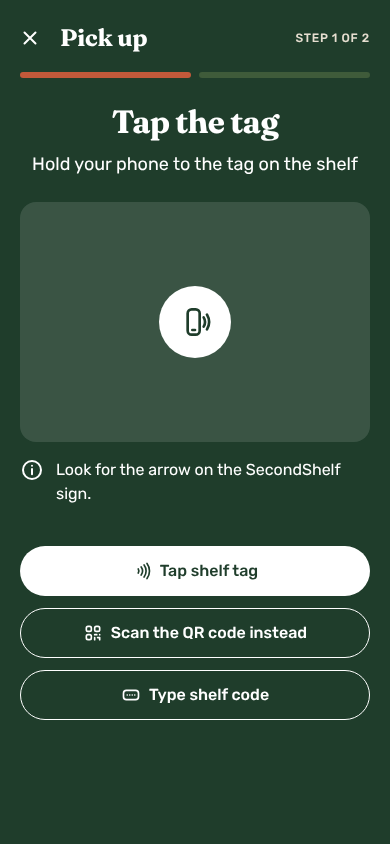 Pick up
STEP 1 OF 2
Tap the tag
Hold your phone to the tag on the shelf
Look for the arrow on the SecondShelf
sign.
Tap shelf tag
Scan the QR code instead
Type shelf code